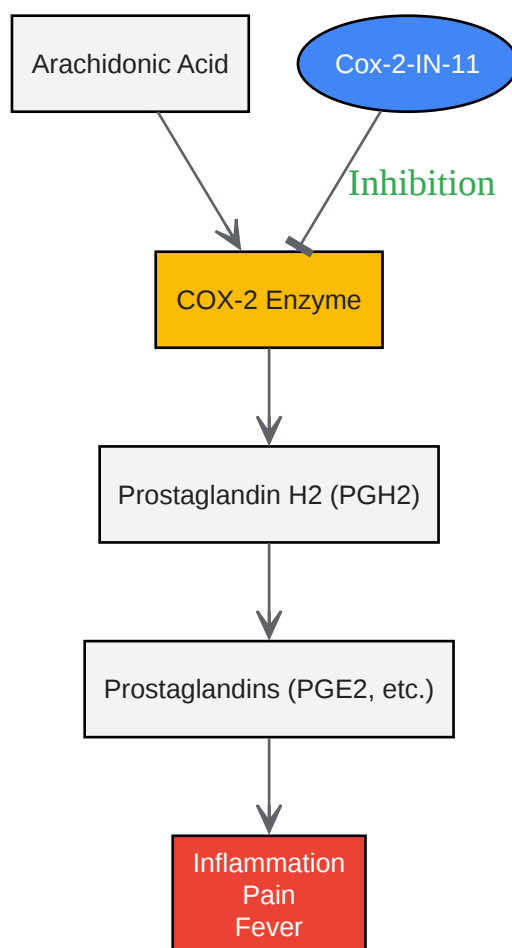 Arachidonic Acid
Cox-2-IN-11
Inhibition
COX-2 Enzyme
Prostaglandin H2 (PGH2)
Prostaglandins (PGE2, etc.)
Inflammation
Pain
Fever